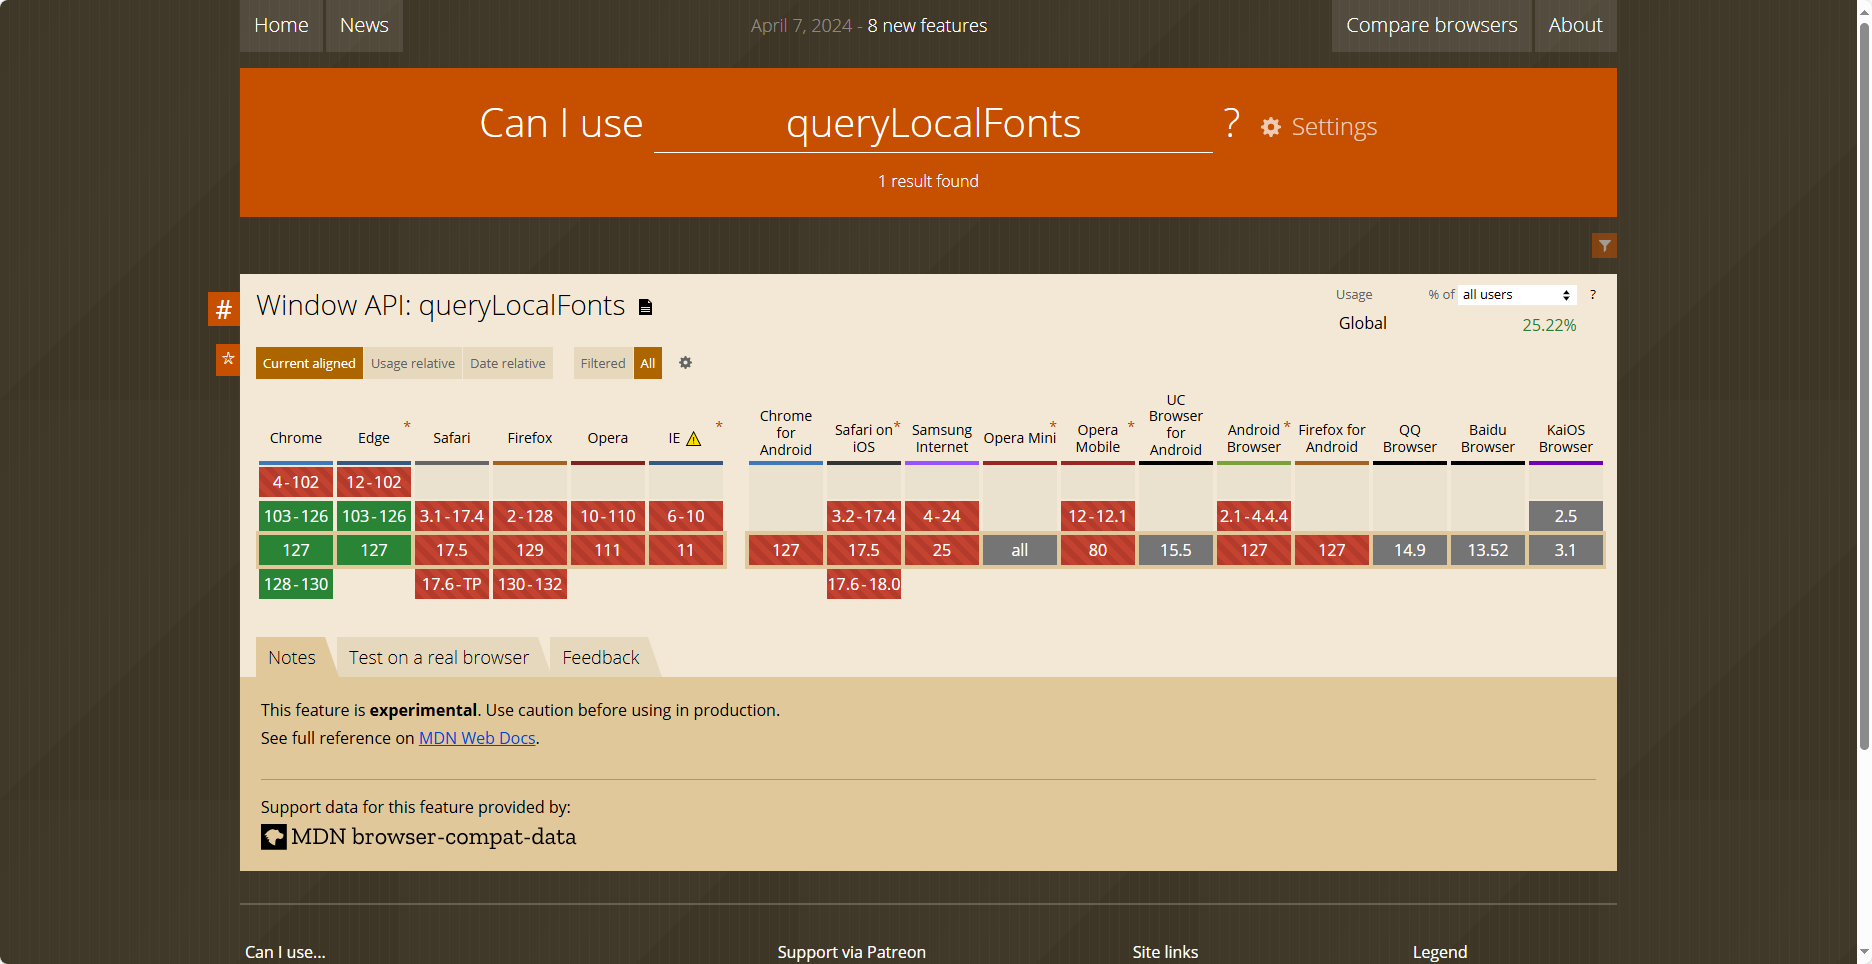 Home News April 7, 2024 - 8 new features Compare browsers About
Can I use queryLocalFonts ? Settings
1 result found
# Window API: queryLocalFonts
Usage % of all users ?
Global 25.22%
Current aligned Usage relative Date relative Filtered All
Chrome Edge * Safari Firefox Opera IE * Chrome for Android Safari on iOS * Samsung Internet Opera Mini * Opera Mobile * UC Browser for Android Android Browser * Firefox for Android QQ Browser Baidu Browser KaiOS Browser
4-102 12-102
103-126 103-126 3.1-17.4 2-128 10-110 6-10 3.2-17.4 4-24 12-12.1 2.1-4.4.4 2.5
127 127 17.5 129 111 11 127 17.5 25 all 80 15.5 127 127 14.9 13.52 3.1
128-130 17.6-TP 130-132 17.6-18.0
Notes Test on a real browser Feedback
This feature is experimental. Use caution before using in production.
See full reference on MDN Web Docs.
Support data for this feature provided by:
MDN browser-compat-data
Can I use... Support via Patreon Site links Legend